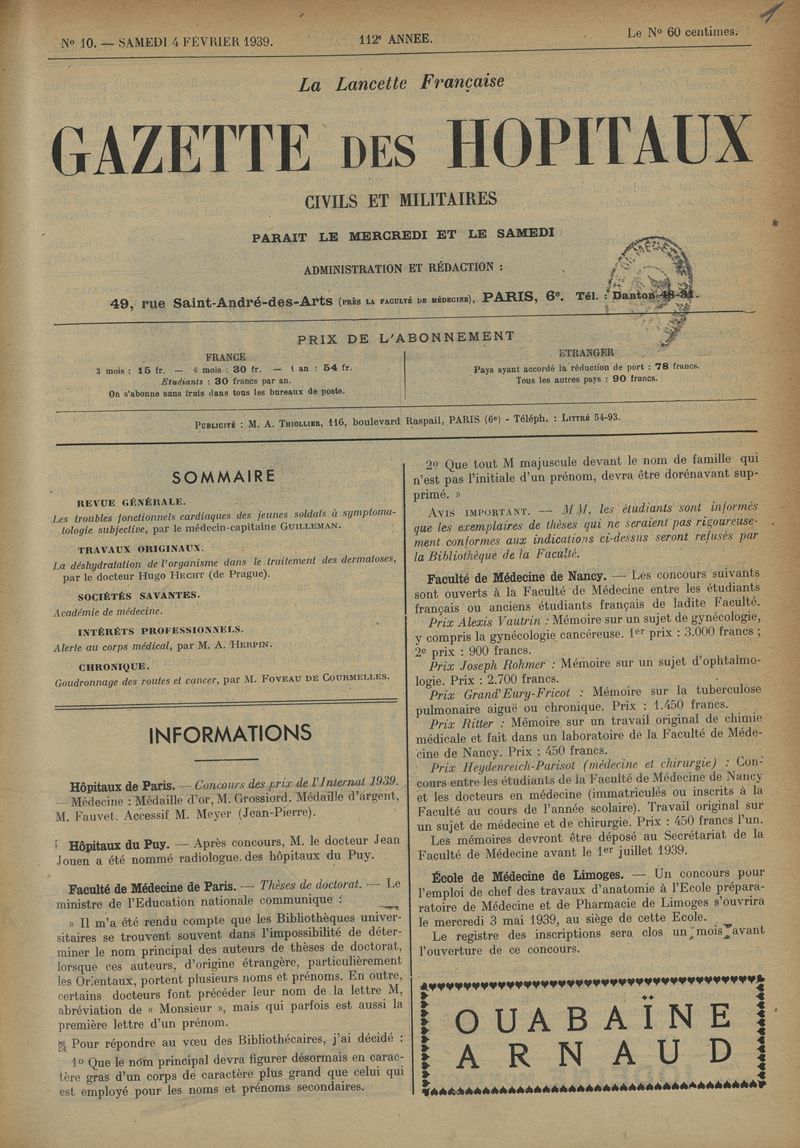 Nº 10. — SAMEDI 4 FÉVRIER 1939.
112e ANNEE.
Le Nº 60 centimes.
1
La Lancette Française
GAZETTE DES HOPITAUX
CIVILS ET MILITAIRES
PARAIT LE MERCREDI ET LE SAMEDI
ADMINISTRATION ET RÉDACTION :
49, rue Saint-André-des-Arts (PRÈS LA FACULTÉ DE MÉDECINE), PARIS, 6e. Tél. : Danton 48-31.
PRIX DE L'ABONNEMENT
FRANCE
3 mois : 15 fr. — 6 mois : 30 fr. — 1 an : 54 fr.
Etudiants : 30 francs par an.
On s'abonne sans frais dans tous les bureaux de poste.
ETRANGER
Pays ayant accordé la réduction de port : 78 francs.
Tous les autres pays : 90 francs.
PUBLICITÉ : M. A. THIOLLIER, 116, boulevard Raspail, PARIS (6e) - Téléph. : LITTRÉ 54-93.
SOMMAIRE
REVUE GÉNÉRALE.
Les troubles fonctionnels cardiaques des jeunes soldats à symptoma-
tologie subjective, par le médecin-capitaine GUILLEMAN.
TRAVAUX ORIGINAUX.
La déshydratation de l'organisme dans le traitement des dermatoses,
par le docteur Hugo HECHT (de Prague).
SOCIÉTÉS SAVANTES.
Académie de médecine.
INTÉRÊTS PROFESSIONNELS.
Alerte au corps médical, par M. A. HERPIN.
CHRONIQUE.
Goudronnage des routes et cancer, par M. FOVEAU DE COURMELLES.
INFORMATIONS
Hôpitaux de Paris. — Concours des prix de l'Internat 1939.
— Médecine : Médaille d'or, M. Grossiord. Médaille d'argent,
M. Fauvet. Accessif M. Meyer (Jean-Pierre).
Hôpitaux du Puy. — Après concours, M. le docteur Jean
Jouen a été nommé radiologue. des hôpitaux du Puy.
Faculté de Médecine de Paris. — Thèses de doctorat. — Le
ministre de l'Education nationale communique :
» Il m'a été rendu compte que les Bibliothèques univer-
sitaires se trouvent souvent dans l'impossibilité de déter-
miner le nom principal des auteurs de thèses de doctorat,
lorsque ces auteurs, d'origine étrangère, particulièrement
les Orientaux, portent plusieurs noms et prénoms. En outre,
certains docteurs font précéder leur nom de la lettre M,
abréviation de « Monsieur », mais qui parfois est aussi la
première lettre d'un prénom.
Pour répondre au vœu des Bibliothécaires, j'ai décidé :
1º Que le nom principal devra figurer désormais en carac-
tère gras d'un corps de caractère plus grand que celui qui
est employé pour les noms et prénoms secondaires.
2º Que tout M majuscule devant le nom de famille qui
n'est pas l'initiale d'un prénom, devra être dorénavant sup-
primé. »
AVIS IMPORTANT. — MM. les étudiants sont informés
que les exemplaires de thèses qui ne seraient pas rigoureuse-
ment conformes aux indications ci-dessus seront refusés par
la Bibliothèque de la Faculté.
Faculté de Médecine de Nancy. — Les concours suivants
sont ouverts à la Faculté de Médecine entre les étudiants
français ou anciens étudiants français de ladite Faculté.
Prix Alexis Vautrin : Mémoire sur un sujet de gynécologie,
y compris la gynécologie cancéreuse. 1er prix : 3.000 francs ;
2e prix : 900 francs.
Prix Joseph Rohmer : Mémoire sur un sujet d'ophtalmo-
logie. Prix : 2.700 francs.
Prix Grand'Eury-Fricot : Mémoire sur la tuberculose
pulmonaire aiguë ou chronique. Prix : 1.450 francs.
Prix Ritter : Mémoire sur un travail original de chimie
médicale et fait dans un laboratoire de la Faculté de Méde-
cine de Nancy. Prix : 450 francs.
Prix Heydenreich-Parisot (médecine et chirurgie) : Con-
cours entre les étudiants de la Faculté de Médecine de Nancy
et les docteurs en médecine (immatriculés ou inscrits à la
Faculté au cours de l'année scolaire). Travail original sur
un sujet de médecine et de chirurgie. Prix : 450 francs l'un.
Les mémoires devront être déposé au Secrétariat de la
Faculté de Médecine avant le 1er juillet 1939.
École de Médecine de Limoges. — Un concours pour
l'emploi de chef des travaux d'anatomie à l'Ecole prépara-
ratoire de Médecine et de Pharmacie de Limoges s'ouvrira
le mercredi 3 mai 1939, au siège de cette Ecole.
Le registre des inscriptions sera clos un mois avant
l'ouverture de ce concours.
OUABAÏNE
ARNAUD